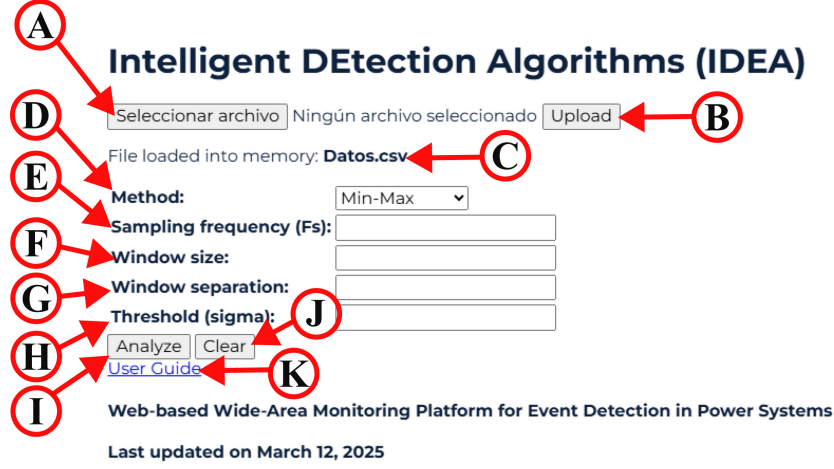 A
Intelligent DEtection Algorithms (IDEA)
Seleccionar archivo Ningún archivo seleccionado Upload
D B
File loaded into memory: Datos.csv C
E
Method: Min-Max
Sampling frequency (Fs):
F Window size:
G Window separation:
Threshold (sigma): J
H Analyze Clear
User Guide K
I
Web-based Wide-Area Monitoring Platform for Event Detection in Power Systems
Last updated on March 12, 2025